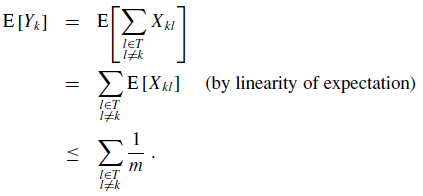 E [Y_k] = E [ ∑_{l∈T, l≠k} X_{kl} ]
= ∑_{l∈T, l≠k} E [X_{kl}] (by linearity of expectation)
≤ ∑_{l∈T, l≠k} 1/m .